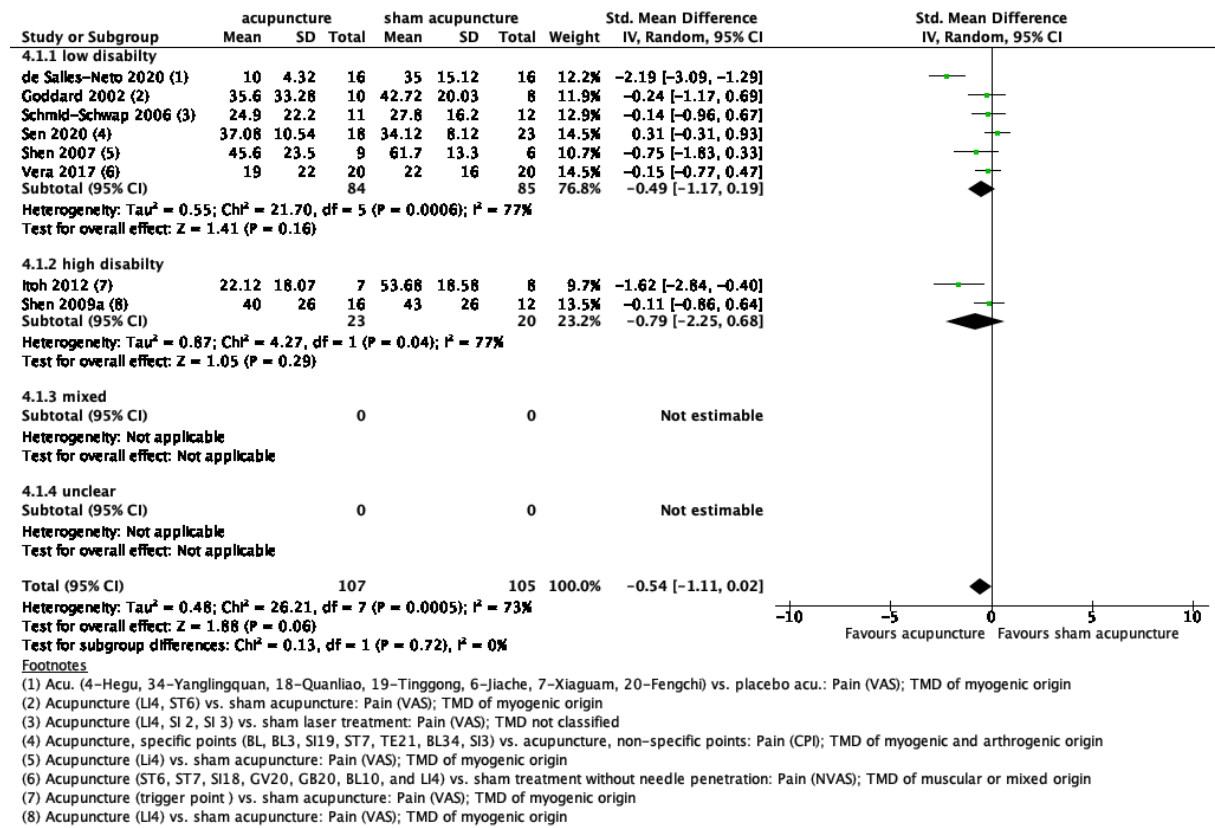 acupuncture sham acupuncture Std. Mean Difference Std. Mean Difference
Study or Subgroup Mean SD Total Mean SD Total Weight IV, Random, 95% CI IV, Random, 95% CI
4.1.1 low disabilty
de Salles-Neto 2020 (1) 10 4.32 16 35 15.12 16 12.2% -2.19 [-3.09, -1.29]
Goddard 2002 (2) 35.6 33.28 10 42.72 20.03 8 11.9% -0.24 [-1.17, 0.69]
Schmid-Schwap 2006 (3) 24.9 22.2 11 27.8 16.2 12 12.9% -0.14 [-0.96, 0.67]
Sen 2020 (4) 37.08 10.54 18 34.12 8.12 23 14.5% 0.31 [-0.31, 0.93]
Shen 2007 (5) 45.6 23.5 9 61.7 13.3 6 10.7% -0.75 [-1.83, 0.33]
Vera 2017 (6) 19 22 20 22 16 20 14.5% -0.15 [-0.77, 0.47]
Subtotal (95% CI) 84 85 76.8% -0.49 [-1.17, 0.19]
Heterogeneity: Tau² = 0.55; Chi² = 21.70, df = 5 (P = 0.0006); I² = 77%
Test for overall effect: Z = 1.41 (P = 0.16)
4.1.2 high disabilty
Itoh 2012 (7) 22.12 18.07 7 53.68 18.58 8 9.7% -1.62 [-2.84, -0.40]
Shen 2009a (8) 40 26 16 43 26 12 13.5% -0.11 [-0.86, 0.64]
Subtotal (95% CI) 23 20 23.2% -0.79 [-2.25, 0.68]
Heterogeneity: Tau² = 0.87; Chi² = 4.27, df = 1 (P = 0.04); I² = 77%
Test for overall effect: Z = 1.05 (P = 0.29)
4.1.3 mixed
Subtotal (95% CI) 0 0 Not estimable
Heterogeneity: Not applicable
Test for overall effect: Not applicable
4.1.4 unclear
Subtotal (95% CI) 0 0 Not estimable
Heterogeneity: Not applicable
Test for overall effect: Not applicable
Total (95% CI) 107 105 100.0% -0.54 [-1.11, 0.02]
Heterogeneity: Tau² = 0.48; Chi² = 26.21, df = 7 (P = 0.0005); I² = 73%
Test for overall effect: Z = 1.88 (P = 0.06)
Test for subgroup differences: Chi² = 0.13, df = 1 (P = 0.72), I² = 0%
-10 -5 0 5 10
Favours acupuncture Favours sham acupuncture
Footnotes
(1) Acu. (4-Hegu, 34-Yanglingquan, 18-Quanliao, 19-Tinggong, 6-Jiache, 7-Xiaguam, 20-Fengchi) vs. placebo acu.: Pain (VAS); TMD of myogenic origin
(2) Acupuncture (LI4, ST6) vs. sham acupuncture: Pain (VAS); TMD of myogenic origin
(3) Acupuncture (LI4, SI 2, SI 3) vs. sham laser treatment: Pain (VAS); TMD not classified
(4) Acupuncture, specific points (BL, BL3, SI19, ST7, TE21, BL34, SI3) vs. acupuncture, non-specific points: Pain (CPI); TMD of myogenic and arthrogenic origin
(5) Acupuncture (Li4) vs. sham acupuncture: Pain (VAS); TMD of myogenic origin
(6) Acupuncture (ST6, ST7, SI18, GV20, GB20, BL10, and LI4) vs. sham treatment without needle penetration: Pain (NVAS); TMD of muscular or mixed origin
(7) Acupuncture (trigger point ) vs. sham acupuncture: Pain (VAS); TMD of myogenic origin
(8) Acupuncture (LI4) vs. sham acupuncture: Pain (VAS); TMD of myogenic origin